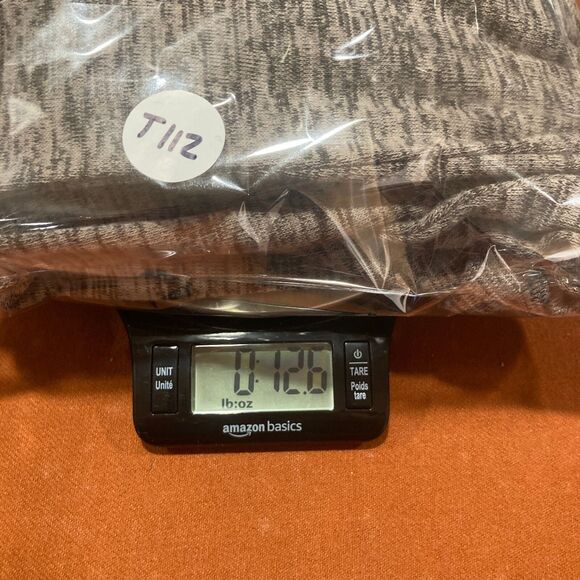 T112
UNIT
Unité
0:12.6
lb:oz
TARE
Poids
tare
amazon basics